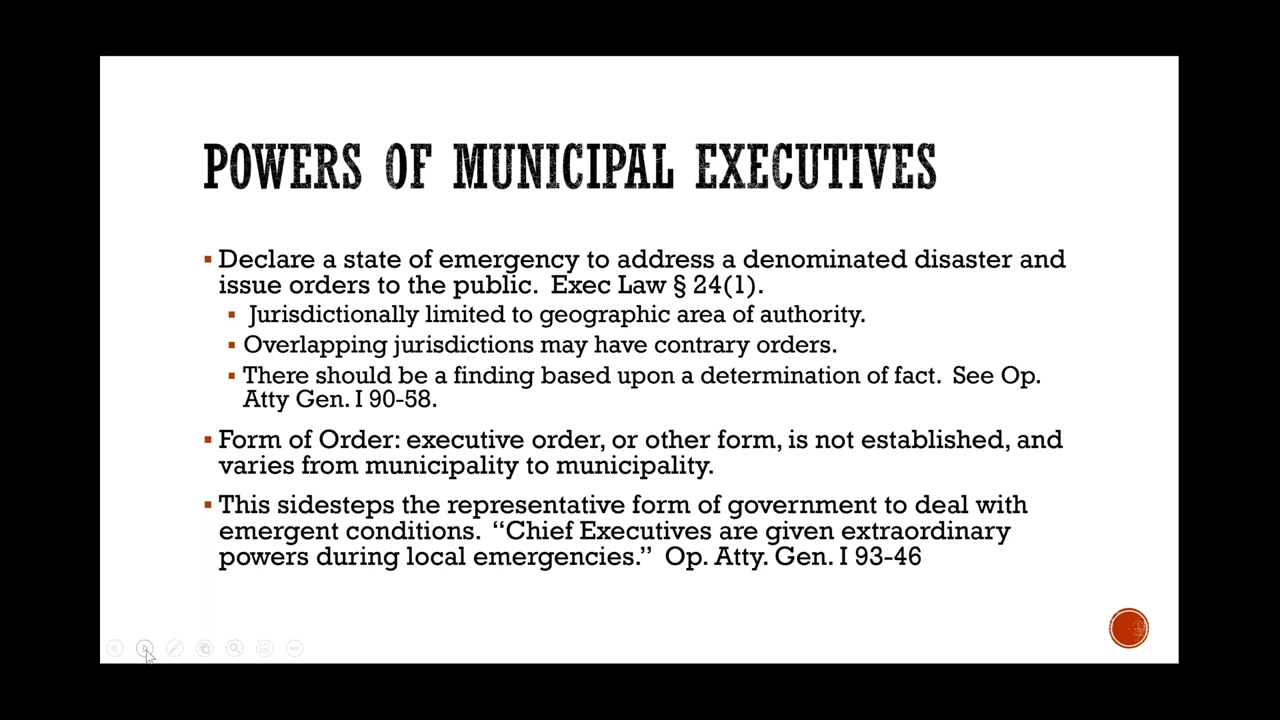 POWERS OF MUNICIPAL EXECUTIVES
▪ Declare a state of emergency to address a denominated disaster and
issue orders to the public.  Exec Law § 24(1).
▪ Jurisdictionally limited to geographic area of authority.
▪ Overlapping jurisdictions may have contrary orders.
▪ There should be a finding based upon a determination of fact.  See Op.
Atty Gen. I 90-58.
▪ Form of Order: executive order, or other form, is not established, and
varies from municipality to municipality.
▪ This sidesteps the representative form of government to deal with
emergent conditions.  “Chief Executives are given extraordinary
powers during local emergencies.”  Op. Atty. Gen. I 93-46